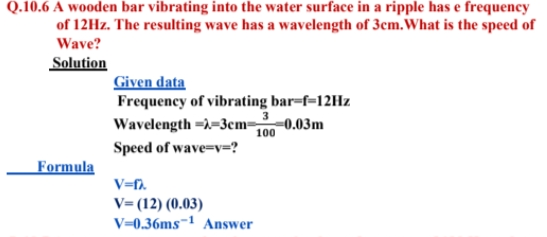 Q.10.6 A wooden bar vibrating into the water surface in a ripple has e frequency
of 12Hz. The resulting wave has a wavelength of 3cm.What is the speed of
Wave?
Solution
Given data
Frequency of vibrating bar=f=12Hz
Wavelength =λ=3cm=3/100=0.03m
Speed of wave=v=?
Formula
V=fλ
V= (12) (0.03)
V=0.36ms⁻¹ Answer